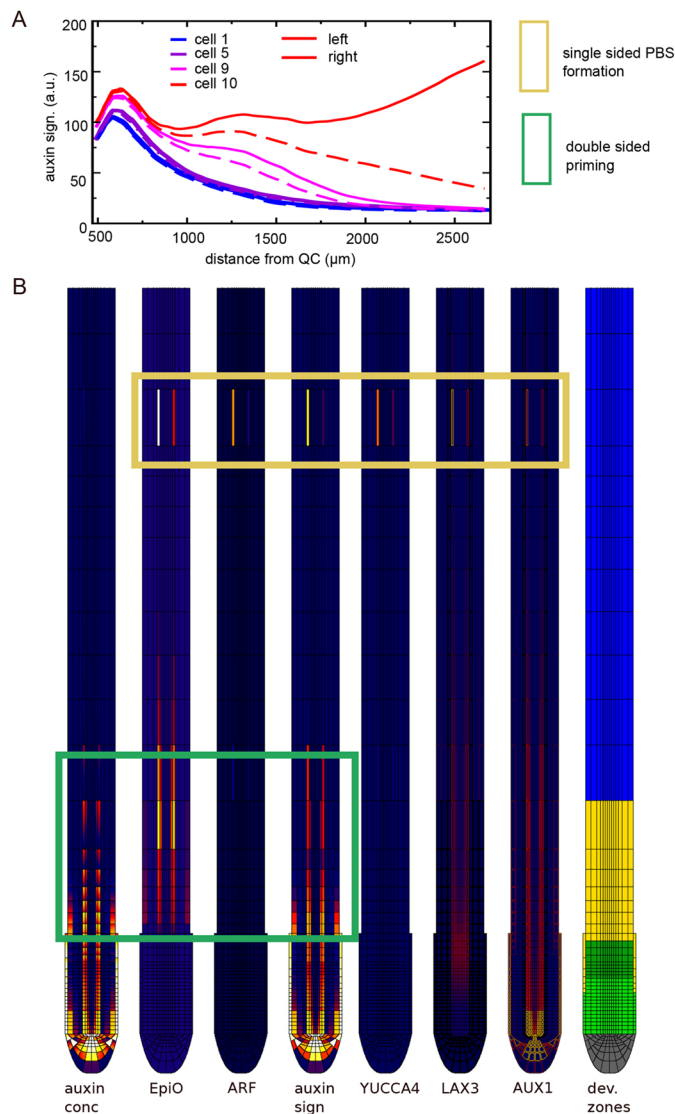 A
200
150
100
50
0
auxin sign. (a.u.)
cell 1
cell 5
cell 9
cell 10
left
right
500
1000
1500
2000
2500
distance from QC (μm)
single sided PBS
formation
double sided
priming
B
auxin
conc
EpiO
ARF
auxin
sign
YUCCA4
LAX3
AUX1
dev.
zones